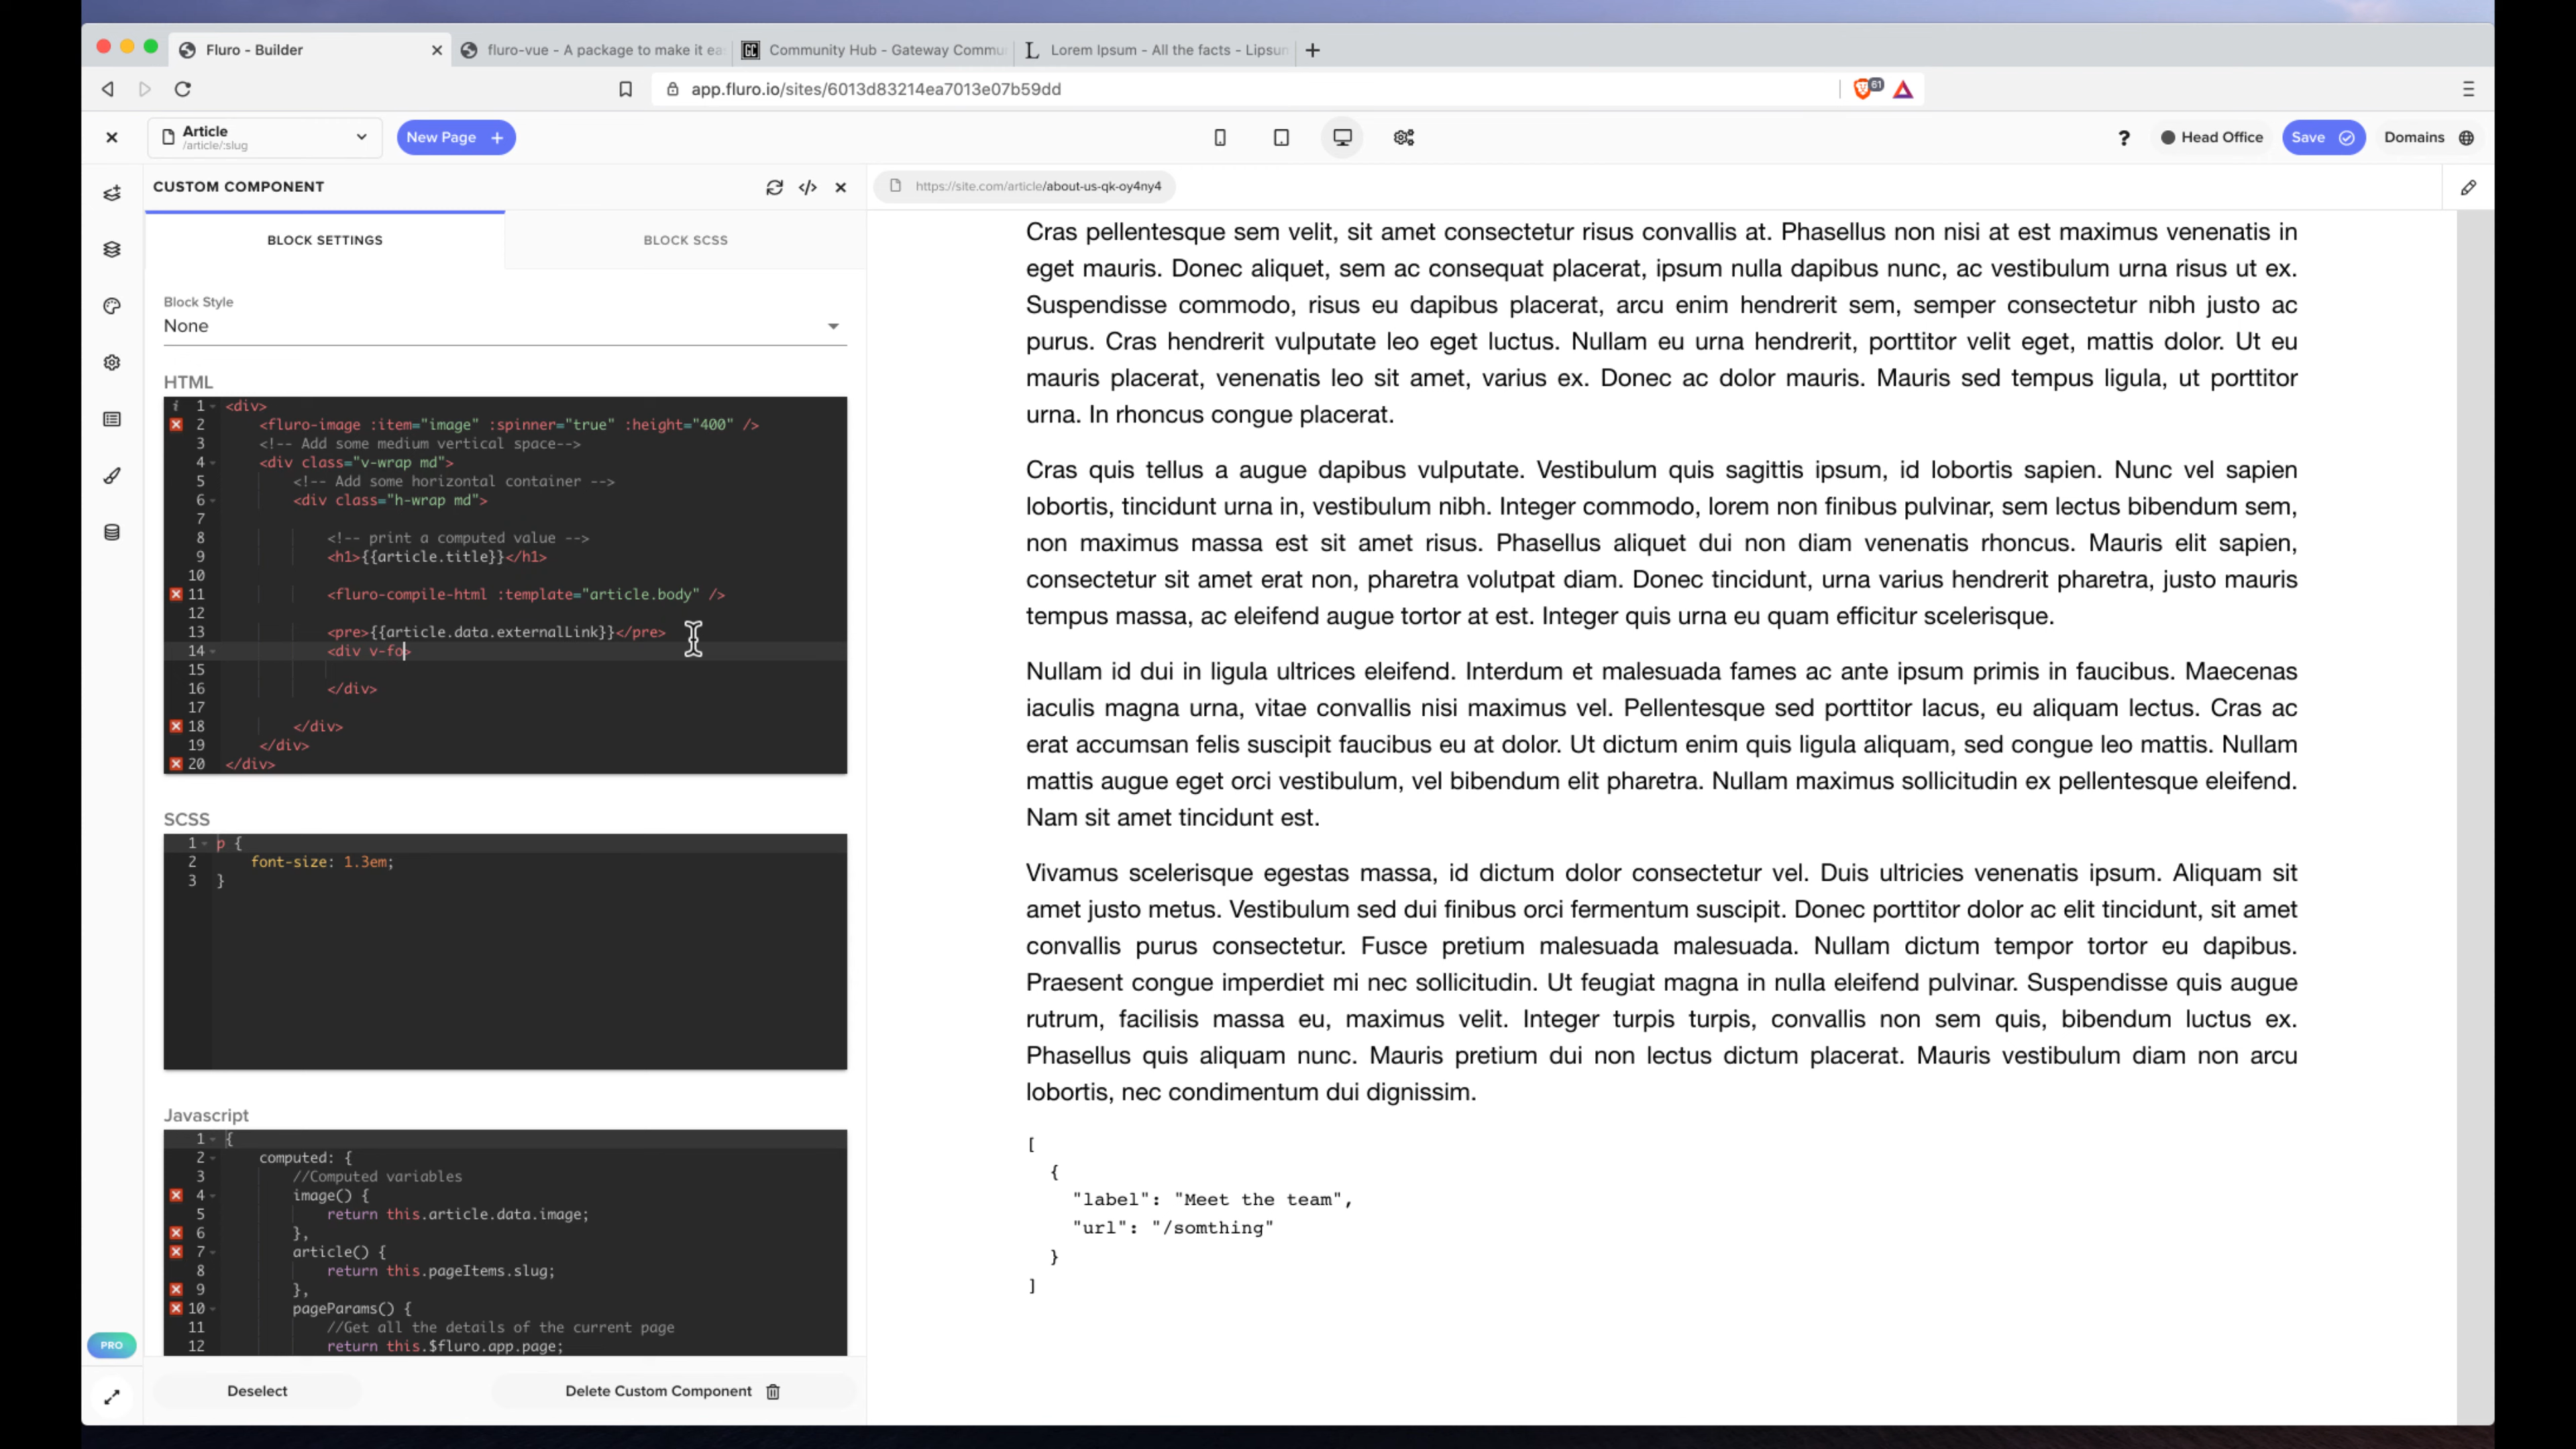 Fluro - Builder
fluro-vue - A package to make it ea
Community Hub - Gateway Commu
Lorem Ipsum - All the facts - Lipsum
app.fluro.io/sites/6013d83214ea7013e07b59dd
61
Article
/article/:slug
New Page +
?
Head Office
Save
Domains
CUSTOM COMPONENT
https://site.com/article/about-us-qk-oy4ny4
BLOCK SETTINGS
BLOCK SCSS
Block Style
None
HTML
1 <div>
2 <fluro-image :item="image" :spinner="true" :height="400" />
3 <!-- Add some medium vertical space-->
4 <div class="v-wrap md">
5 <!-- Add some horizontal container -->
6 <div class="h-wrap md">
7
8 <!-- print a computed value -->
9 <h1>{{article.title}}</h1>
10
11 <fluro-compile-html :template="article.body" />
12
13 <pre>{{article.data.externalLink}}</pre>
14 <div v-fo>
15
16 </div>
17
18 </div>
19 </div>
20 </div>
SCSS
1 p {
2 font-size: 1.3em;
3 }
Javascript
1 {
2 computed: {
3 //Computed variables
4 image() {
5 return this.article.data.image;
6 },
7 article() {
8 return this.pageItems.slug;
9 },
10 pageParams() {
11 //Get all the details of the current page
12 return this.$fluro.app.page;
PRO
Deselect
Delete Custom Component
Cras pellentesque sem velit, sit amet consectetur risus convallis at. Phasellus non nisi at est maximus venenatis in
eget mauris. Donec aliquet, sem ac consequat placerat, ipsum nulla dapibus nunc, ac vestibulum urna risus ut ex.
Suspendisse commodo, risus eu dapibus placerat, arcu enim hendrerit sem, semper consectetur nibh justo ac
purus. Cras hendrerit vulputate leo eget luctus. Nullam eu urna hendrerit, porttitor velit eget, mattis dolor. Ut eu
mauris placerat, venenatis leo sit amet, varius ex. Donec ac dolor mauris. Mauris sed tempus ligula, ut porttitor
urna. In rhoncus congue placerat.
Cras quis tellus a augue dapibus vulputate. Vestibulum quis sagittis ipsum, id lobortis sapien. Nunc vel sapien
lobortis, tincidunt urna in, vestibulum nibh. Integer commodo, lorem non finibus pulvinar, sem lectus bibendum sem,
non maximus massa est sit amet risus. Phasellus aliquet dui non diam venenatis rhoncus. Mauris elit sapien,
consectetur sit amet erat non, pharetra volutpat diam. Donec tincidunt, urna varius hendrerit pharetra, justo mauris
tempus massa, ac eleifend augue tortor at est. Integer quis urna eu quam efficitur scelerisque.
Nullam id dui in ligula ultrices eleifend. Interdum et malesuada fames ac ante ipsum primis in faucibus. Maecenas
iaculis magna urna, vitae convallis nisi maximus vel. Pellentesque sed porttitor lacus, eu aliquam lectus. Cras ac
erat accumsan felis suscipit faucibus eu at dolor. Ut dictum enim quis ligula aliquam, sed congue leo mattis. Nullam
mattis augue eget orci vestibulum, vel bibendum elit pharetra. Nullam maximus sollicitudin ex pellentesque eleifend.
Nam sit amet tincidunt est.
Vivamus scelerisque egestas massa, id dictum dolor consectetur vel. Duis ultricies venenatis ipsum. Aliquam sit
amet justo metus. Vestibulum sed dui finibus orci fermentum suscipit. Donec porttitor dolor ac elit tincidunt, sit amet
convallis purus consectetur. Fusce pretium malesuada malesuada. Nullam dictum tempor tortor eu dapibus.
Praesent congue imperdiet mi nec sollicitudin. Ut feugiat magna in nulla eleifend pulvinar. Suspendisse quis augue
rutrum, facilisis massa eu, maximus velit. Integer turpis turpis, convallis non sem quis, bibendum luctus ex.
Phasellus quis aliquam nunc. Mauris pretium dui non lectus dictum placerat. Mauris vestibulum diam non arcu
lobortis, nec condimentum dui dignissim.
[
{
"label": "Meet the team",
"url": "/somthing"
}
]